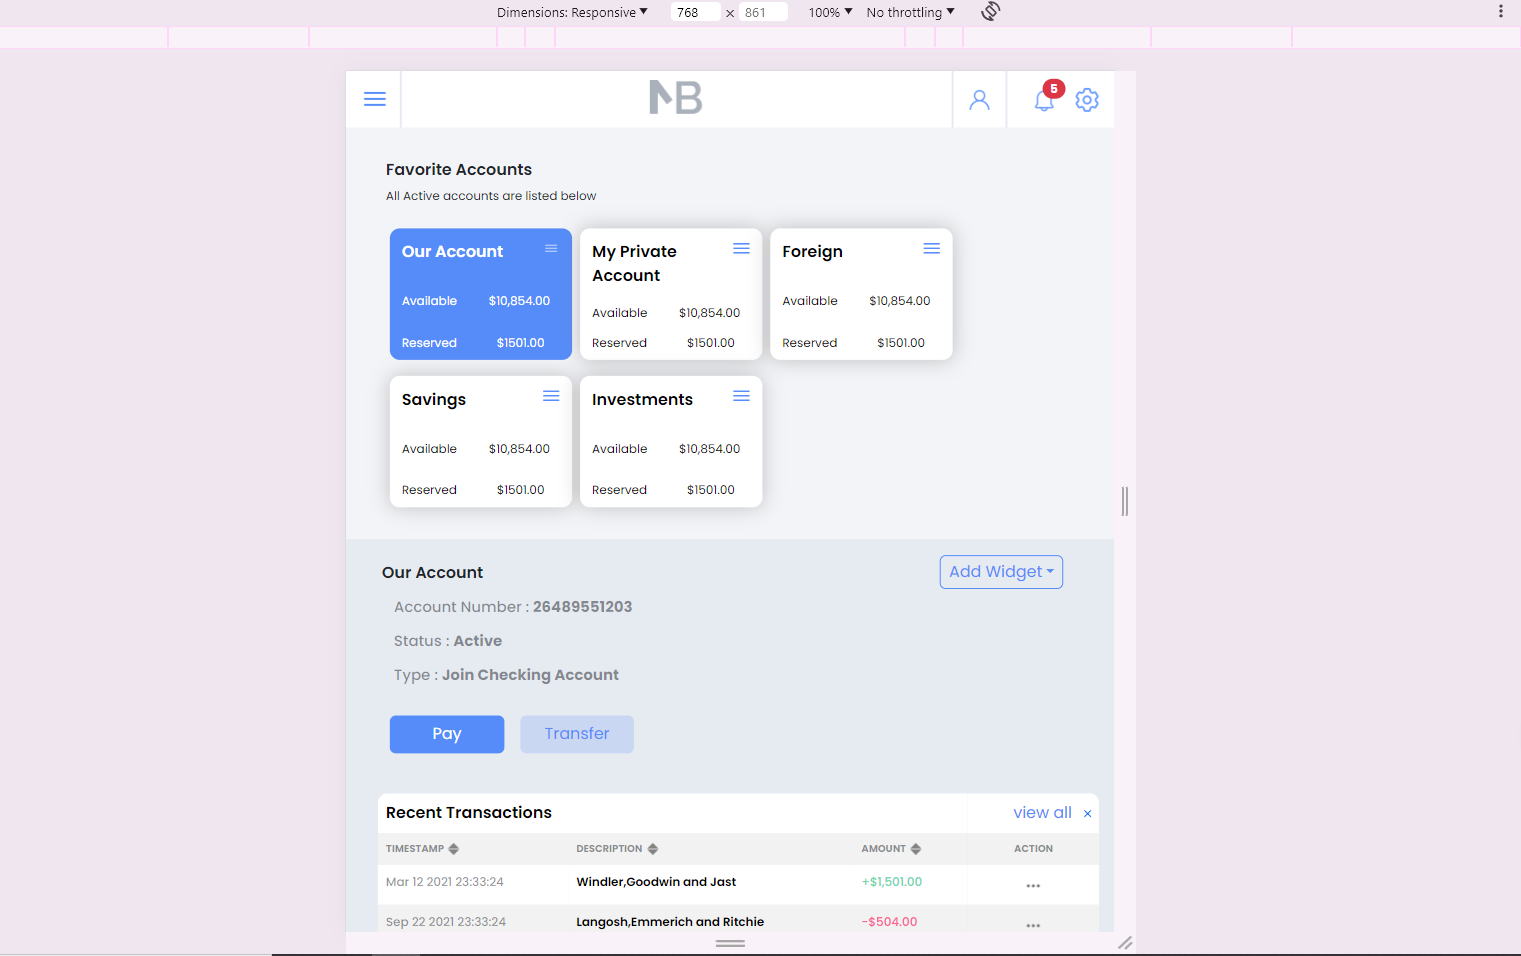 Dimensions: Responsive 768 × 861 100% No throttling
NB 5
Favorite Accounts
All Active accounts are listed below
Our Account
Available $10,854.00
Reserved $1501.00
My Private
Account
Available $10,854.00
Reserved $1501.00
Foreign
Available $10,854.00
Reserved $1501.00
Savings
Available $10,854.00
Reserved $1501.00
Investments
Available $10,854.00
Reserved $1501.00
Our Account Add Widget
Account Number : 26489551203
Status : Active
Type : Join Checking Account
Pay Transfer
Recent Transactions view all ×
TIMESTAMP DESCRIPTION AMOUNT ACTION
Mar 12 2021 23:33:24 Windler,Goodwin and Jast +$1,501.00 ...
Sep 22 2021 23:33:24 Langosh,Emmerich and Ritchie -$504.00 ...